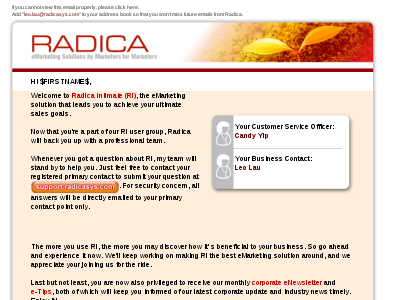 If you cannot view this email properly, please click here.
Add "leo.lau@radicasys.com" to your address book so that you won't miss future emails from Radica.
RADICA
eMarketing Solutions by Marketers for Marketers
HI $FIRSTNAME$,
Welcome to Radica Intimate (RI), the eMarketing
solution that leads you to achieve your ultimate
sales goals.
Now that you're a part of our RI user group, Radica
will back you up with a professional team.
Whenever you got a question about RI, my team will
stand by to help you. Just feel free to contact your
registered primary contact to submit your question at
support.radicasys.com. For security concern, all
answers will be directly emailed to your primary
contact point only.
Your Customer Service Officer:
Candy Yip
Your Business Contact:
Leo Lau
The more you use RI, the more you may discover how it's beneficial to your business. So go ahead
and experience it now. We'll keep working on making RI the best eMarketing solution around, and we
appreciate your joining us for the ride.
Last but not least, you are now also privileged to receive our monthly corporate eNewsletter and
e-Tips, both of which will keep you informed of our latest corporate update and industry news timely.